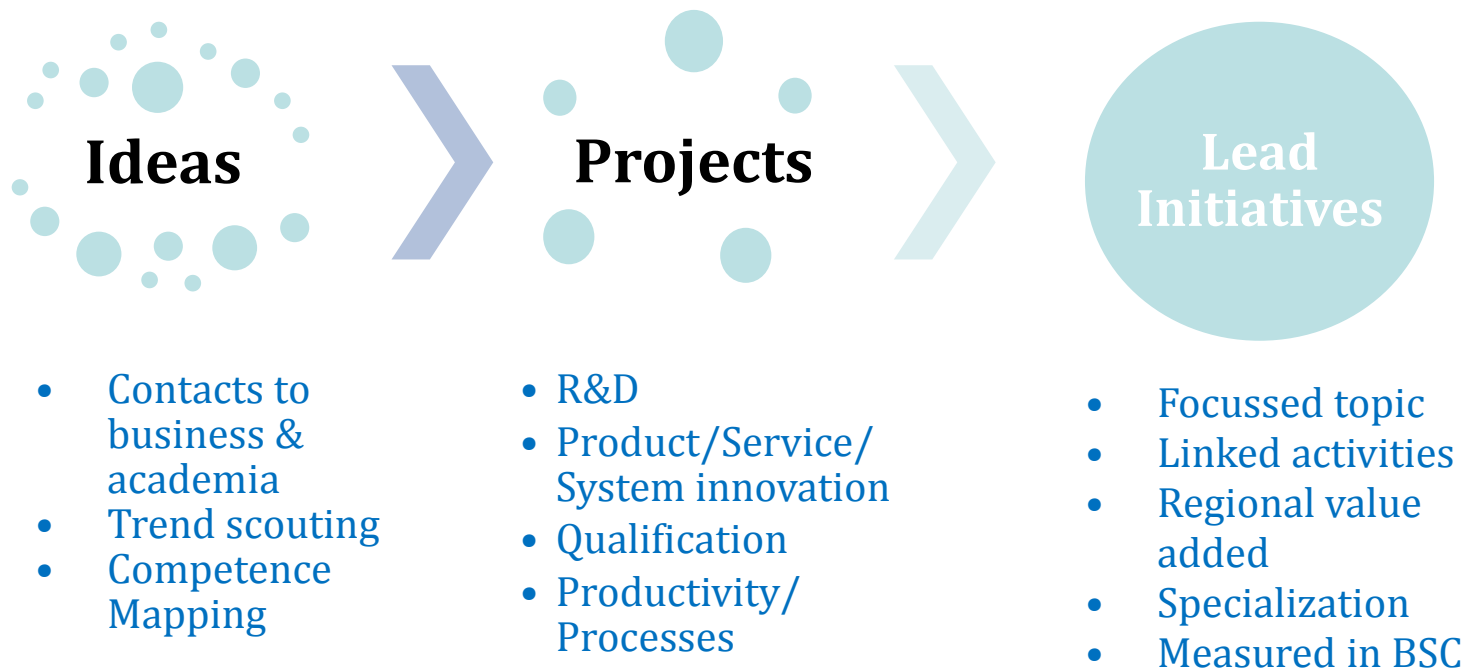 Ideas
Projects
Lead
Initiatives
• Contacts to
business &
academia
• Trend scouting
• Competence
Mapping
• R&D
• Product/Service/
System innovation
• Qualification
• Productivity/
Processes
• Focussed topic
• Linked activities
• Regional value
added
• Specialization
• Measured in BSC